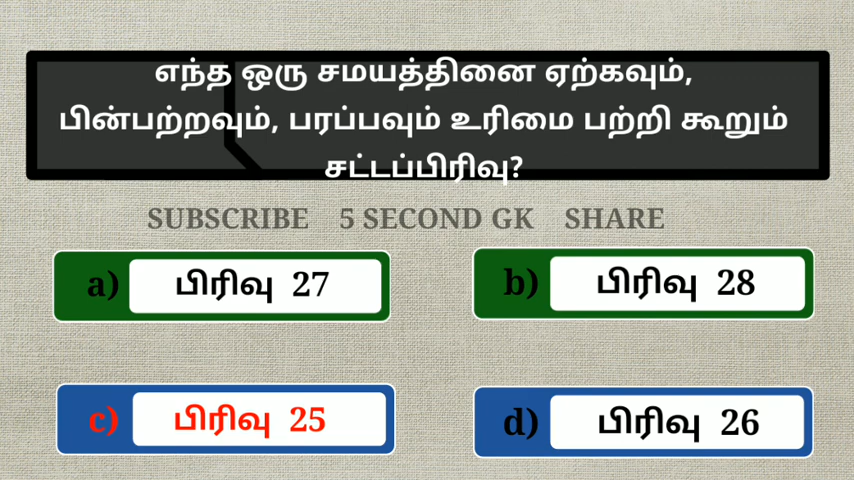 எந்த ஒரு சமயத்தினை ஏற்கவும்,
பின்பற்றவும், பரப்பவும் உரிமை பற்றி கூறும்
சட்டப்பிரிவு?
SUBSCRIBE 5 SECOND GK SHARE
a) பிரிவு 27
b) பிரிவு 28
c) பிரிவு 25
d) பிரிவு 26